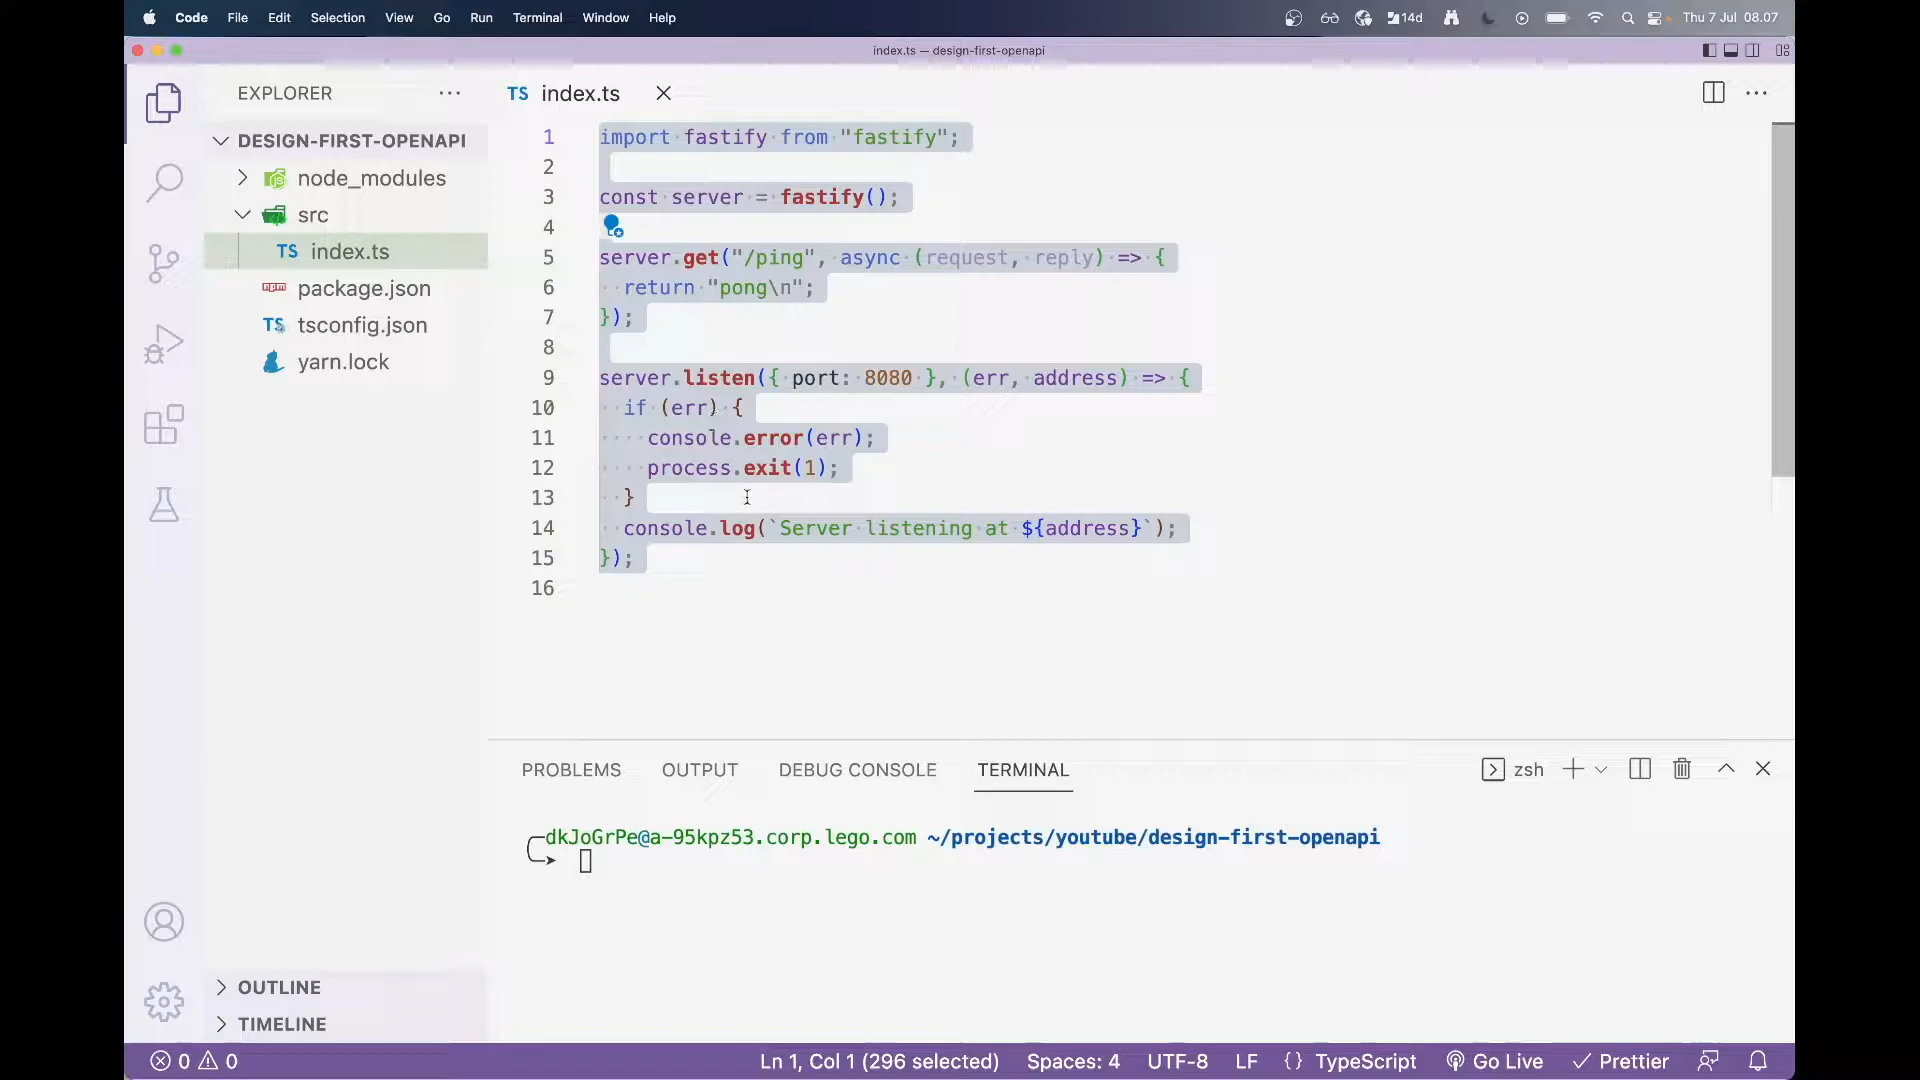 Code File Edit Selection View Go Run Terminal Window Help 14d Thu 7 Jul 08.07
index.ts — design-first-openapi
EXPLORER
TS index.ts
DESIGN-FIRST-OPENAPI
node_modules
src
TS index.ts
package.json
TS tsconfig.json
yarn.lock
1 import fastify from "fastify";
2
3 const server = fastify();
4
5 server.get("/ping", async (request, reply) => {
6 return "pong\n";
7 });
8
9 server.listen({ port: 8080 }, (err, address) => {
10 if (err) {
11 console.error(err);
12 process.exit(1);
13 }
14 console.log(`Server listening at ${address}`);
15 });
16
PROBLEMS OUTPUT DEBUG CONSOLE TERMINAL zsh
dkJoGrPe@a-95kpz53.corp.lego.com ~/projects/youtube/design-first-openapi
OUTLINE
TIMELINE
0 0 Ln 1, Col 1 (296 selected) Spaces: 4 UTF-8 LF {} TypeScript Go Live Prettier